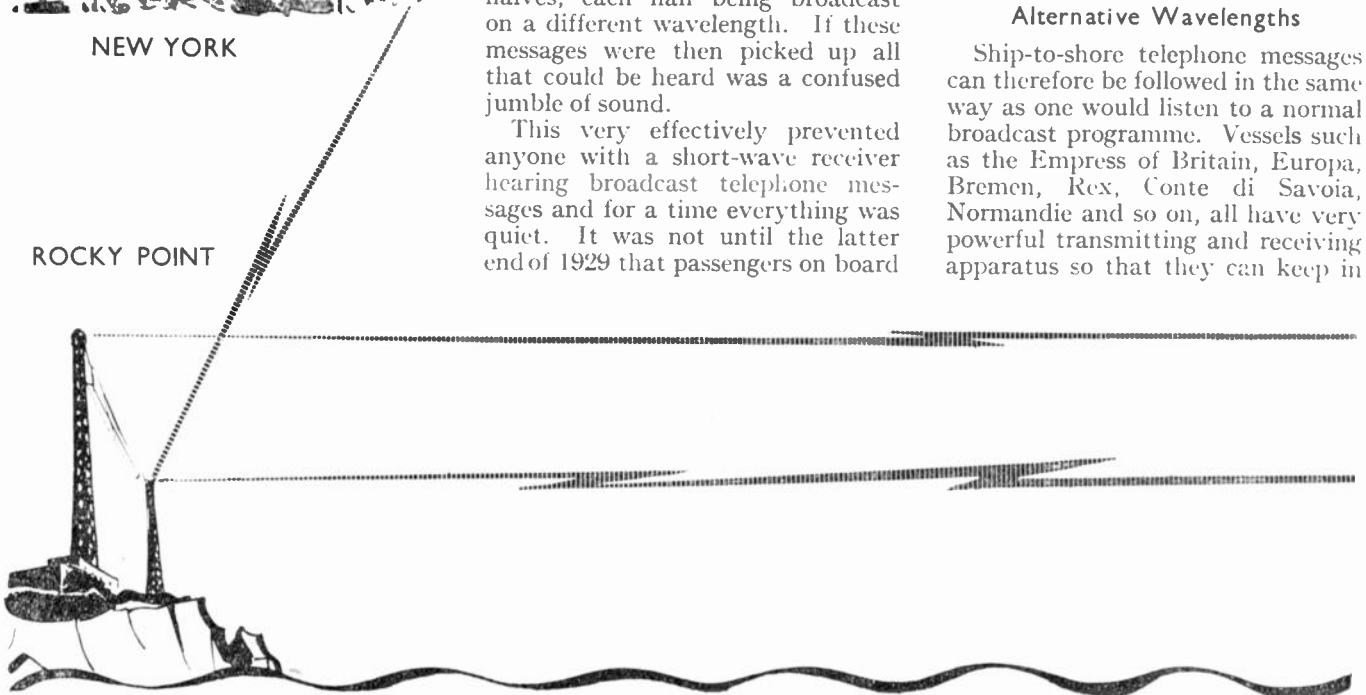 NEW YORK
ROCKY POINT
halves, each half being broadcast
on a different wavelength. If these
messages were then picked up all
that could be heard was a confused
jumble of sound.
This very effectively prevented
anyone with a short-wave receiver
hearing broadcast telephone mes-
sages and for a time everything was
quiet. It was not until the latter
end of 1929 that passengers on board
Alternative Wavelengths
Ship-to-shore telephone messages
can therefore be followed in the same
way as one would listen to a normal
broadcast programme. Vessels such
as the Empress of Britain, Europa,
Bremen, Rex, Conte di Savoia,
Normandie and so on, all have very
powerful transmitting and receiving
apparatus so that they can keep in